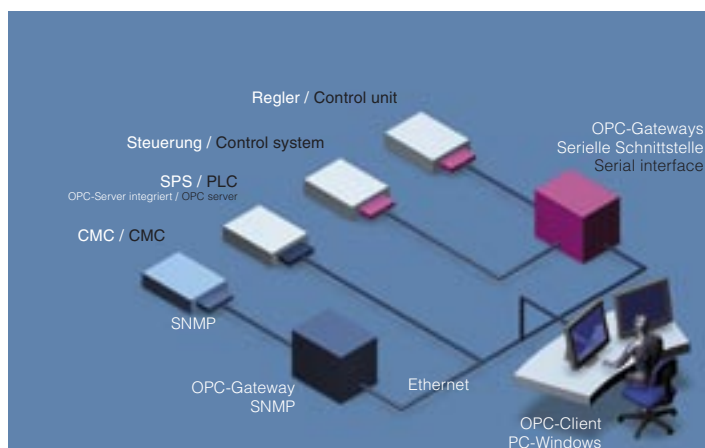 Regler / Control unit
OPC-Gateways
Serielle Schnittstelle
Serial interface
Steuerung / Control system
SPS / PLC
OPC-Server integriert / OPC server
CMC / CMC
SNMP
OPC-Gateway
SNMP
Ethernet
OPC-Client
PC-Windows